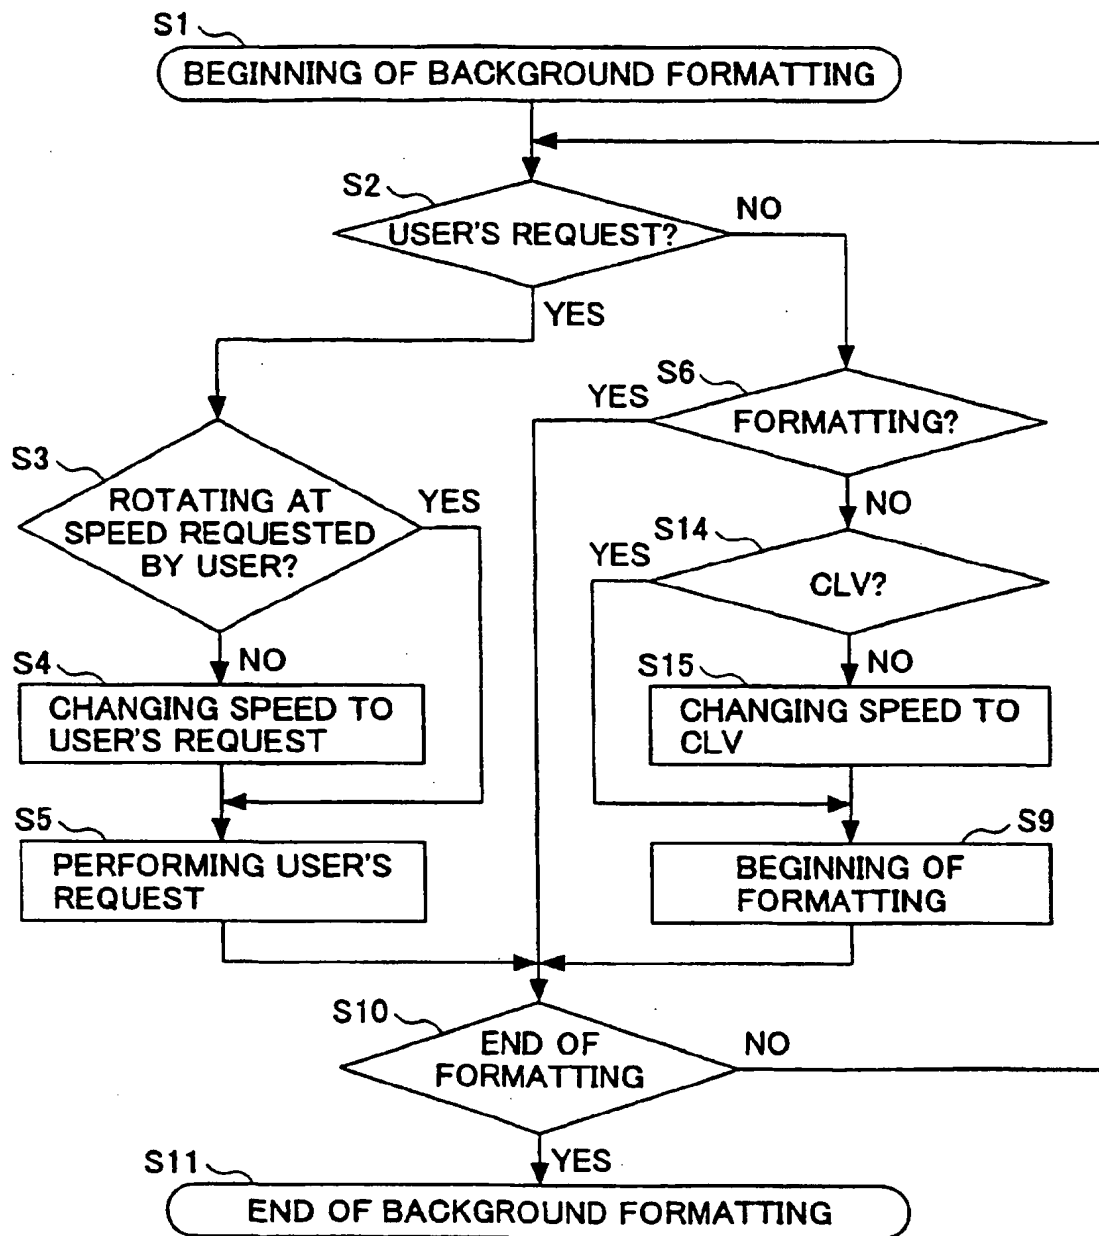 S1
BEGINNING OF BACKGROUND FORMATTING
S2
USER'S REQUEST?
NO
YES
S6
YES
FORMATTING?
NO
S3
ROTATING AT
SPEED REQUESTED
BY USER?
YES
NO
S14
YES
CLV?
NO
S4
CHANGING SPEED TO
USER'S REQUEST
S15
CHANGING SPEED TO
CLV
S5
PERFORMING USER'S
REQUEST
S9
BEGINNING OF
FORMATTING
S10
END OF
FORMATTING
NO
YES
S11
END OF BACKGROUND FORMATTING